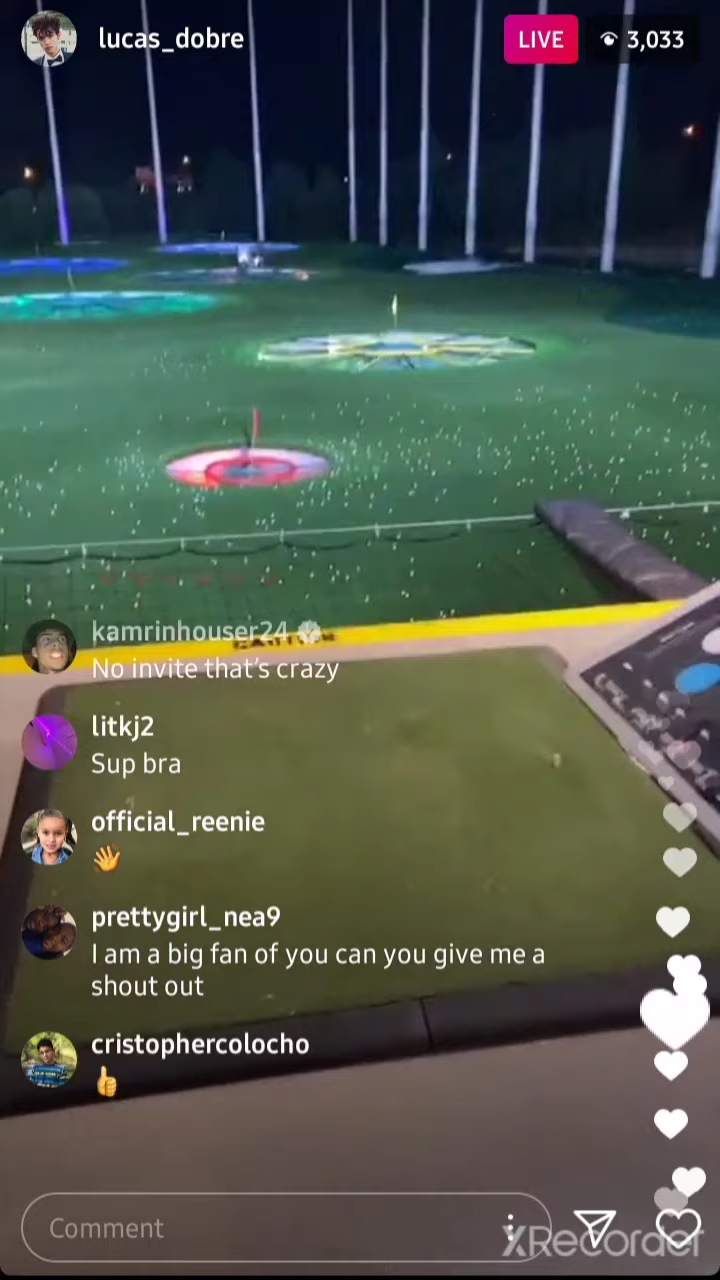 lucas_dobre
LIVE
3,033
kamrinhouser24
CAUTION
No invite that's crazy
litkj2
Sup bra
official_reenie
👋
prettygirl_nea9
I am a big fan of you can you give me a
shout out
cristophercolocho
👍
Comment
XRecorder